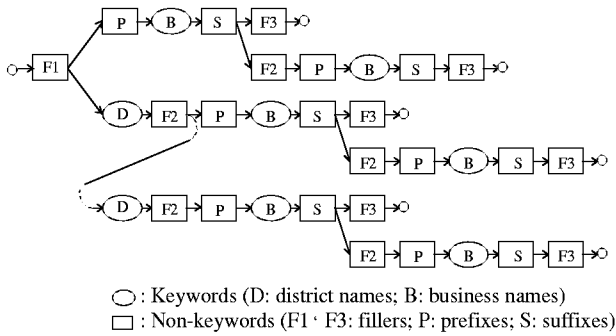 P B S F3
F1
F2 P B S F3
D F2 P B S F3
F2 P B S F3
D F2 P B S F3
F2 P B S F3
: Keywords (D: district names; B: business names)
: Non-keywords (F1‘ F3: fillers; P: prefixes; S: suffixes)